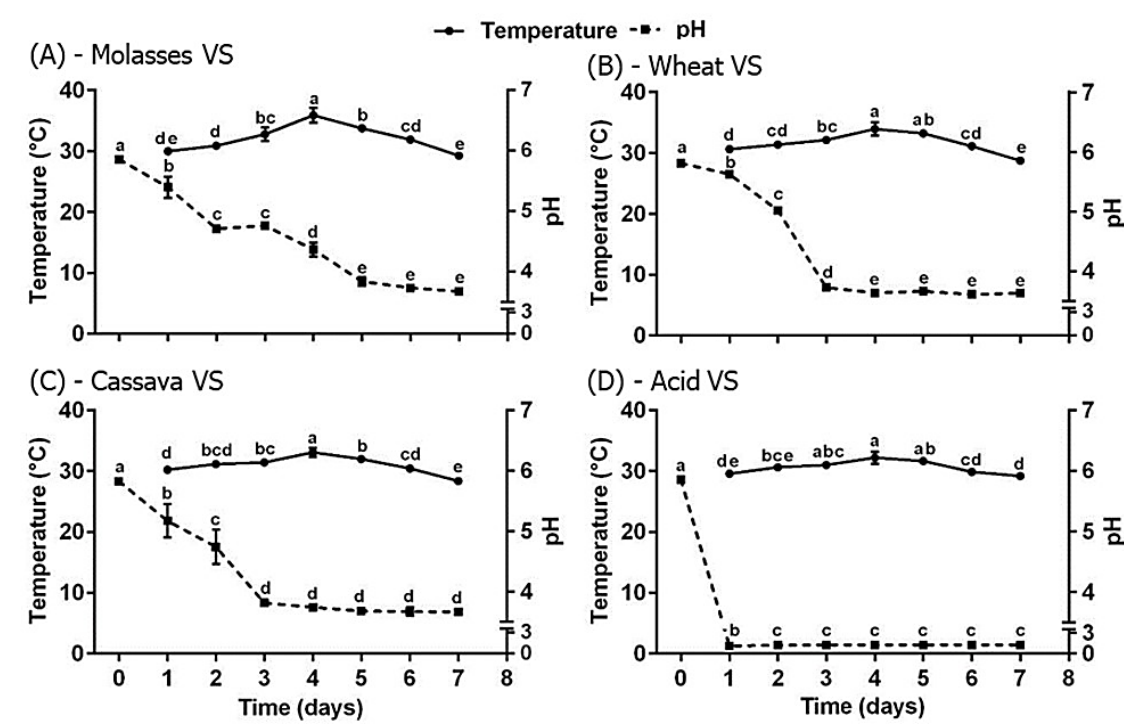 Temperature pH
(A) - Molasses VS
(B) - Wheat VS
40 30 20 10 0
Temperature (°C)
a de d bc a b cd e
b c c d e e e
7 6 5 4 3 0
pH
40 30 20 10 0
Temperature (°C)
a d cd bc a ab cd e
b c d e e e e
7 6 5 4 3 0
pH
(C) - Cassava VS
(D) - Acid VS
40 30 20 10 0
Temperature (°C)
a d bcd bc a b cd e
b c d d d d d
7 6 5 4 3 0
pH
0 1 2 3 4 5 6 7 8
Time (days)
40 30 20 10 0
Temperature (°C)
a de bce abc a ab cd d
b c c c c c c
7 6 5 4 3 0
pH
0 1 2 3 4 5 6 7 8
Time (days)